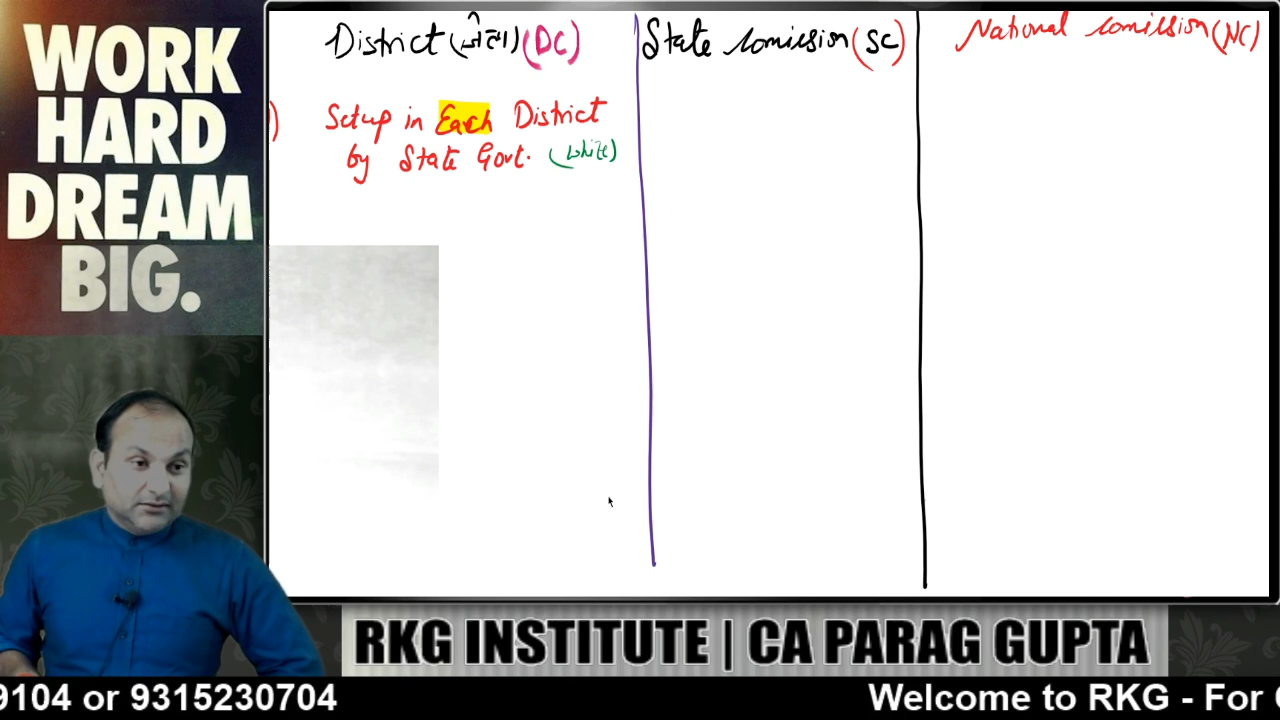 WORK
HARD
DREAM
BIG.
District (जिला) (DC)
State Comission (SC)
National Comission (NC)
) Setup in Each District
by State Govt.
RKG INSTITUTE | CA PARAG GUPTA
9104 or 9315230704
Welcome to RKG - For